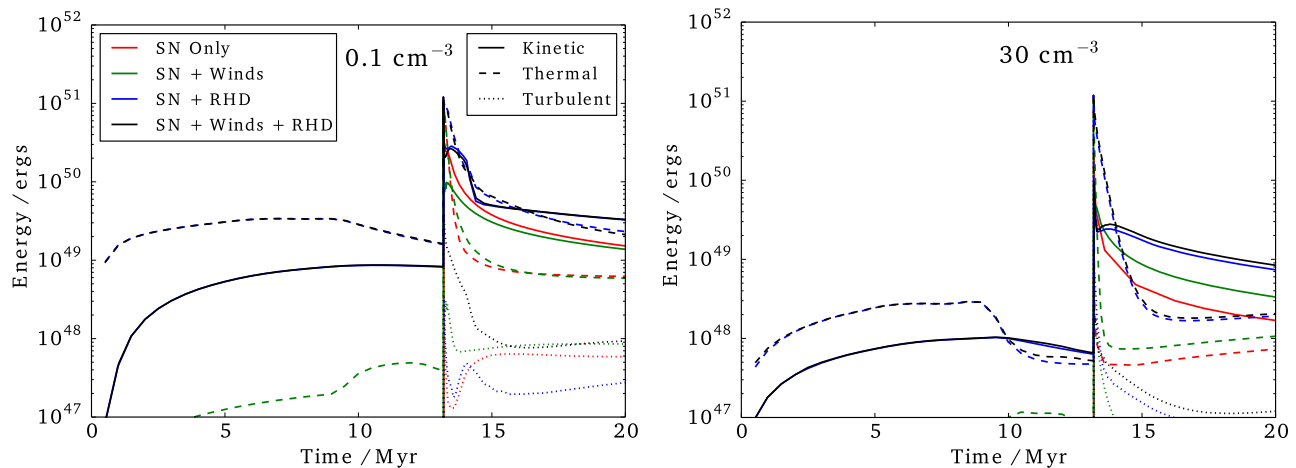 10^52
10^51
10^50
10^49
10^48
10^47
Energy / ergs
0 5 10 15 20
Time / Myr
0.1 cm^−3
SN Only
SN + Winds
SN + RHD
SN + Winds + RHD
Kinetic
Thermal
Turbulent
10^52
10^51
10^50
10^49
10^48
10^47
Energy / ergs
0 5 10 15 20
Time / Myr
30 cm^−3